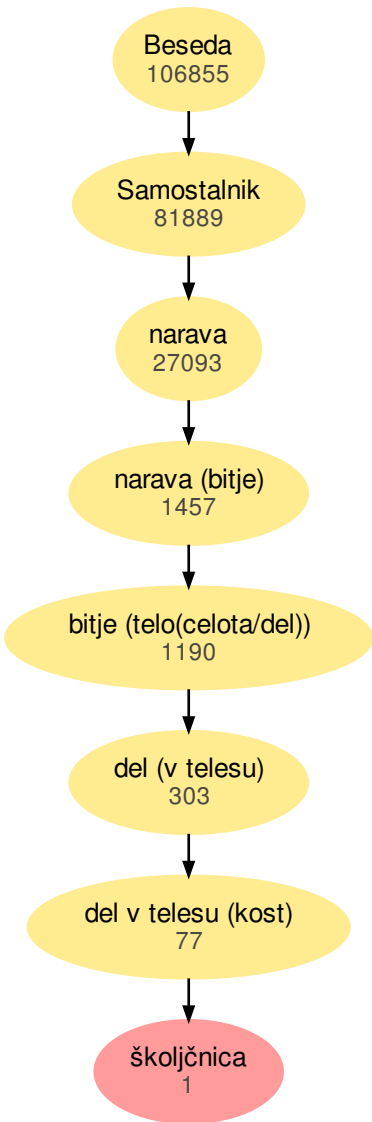 Beseda
106855
Samostalnik
81889
narava
27093
narava (bitje)
1457
bitje (telo(celota/del))
1190
del (v telesu)
303
del v telesu (kost)
77
školjčnica
1